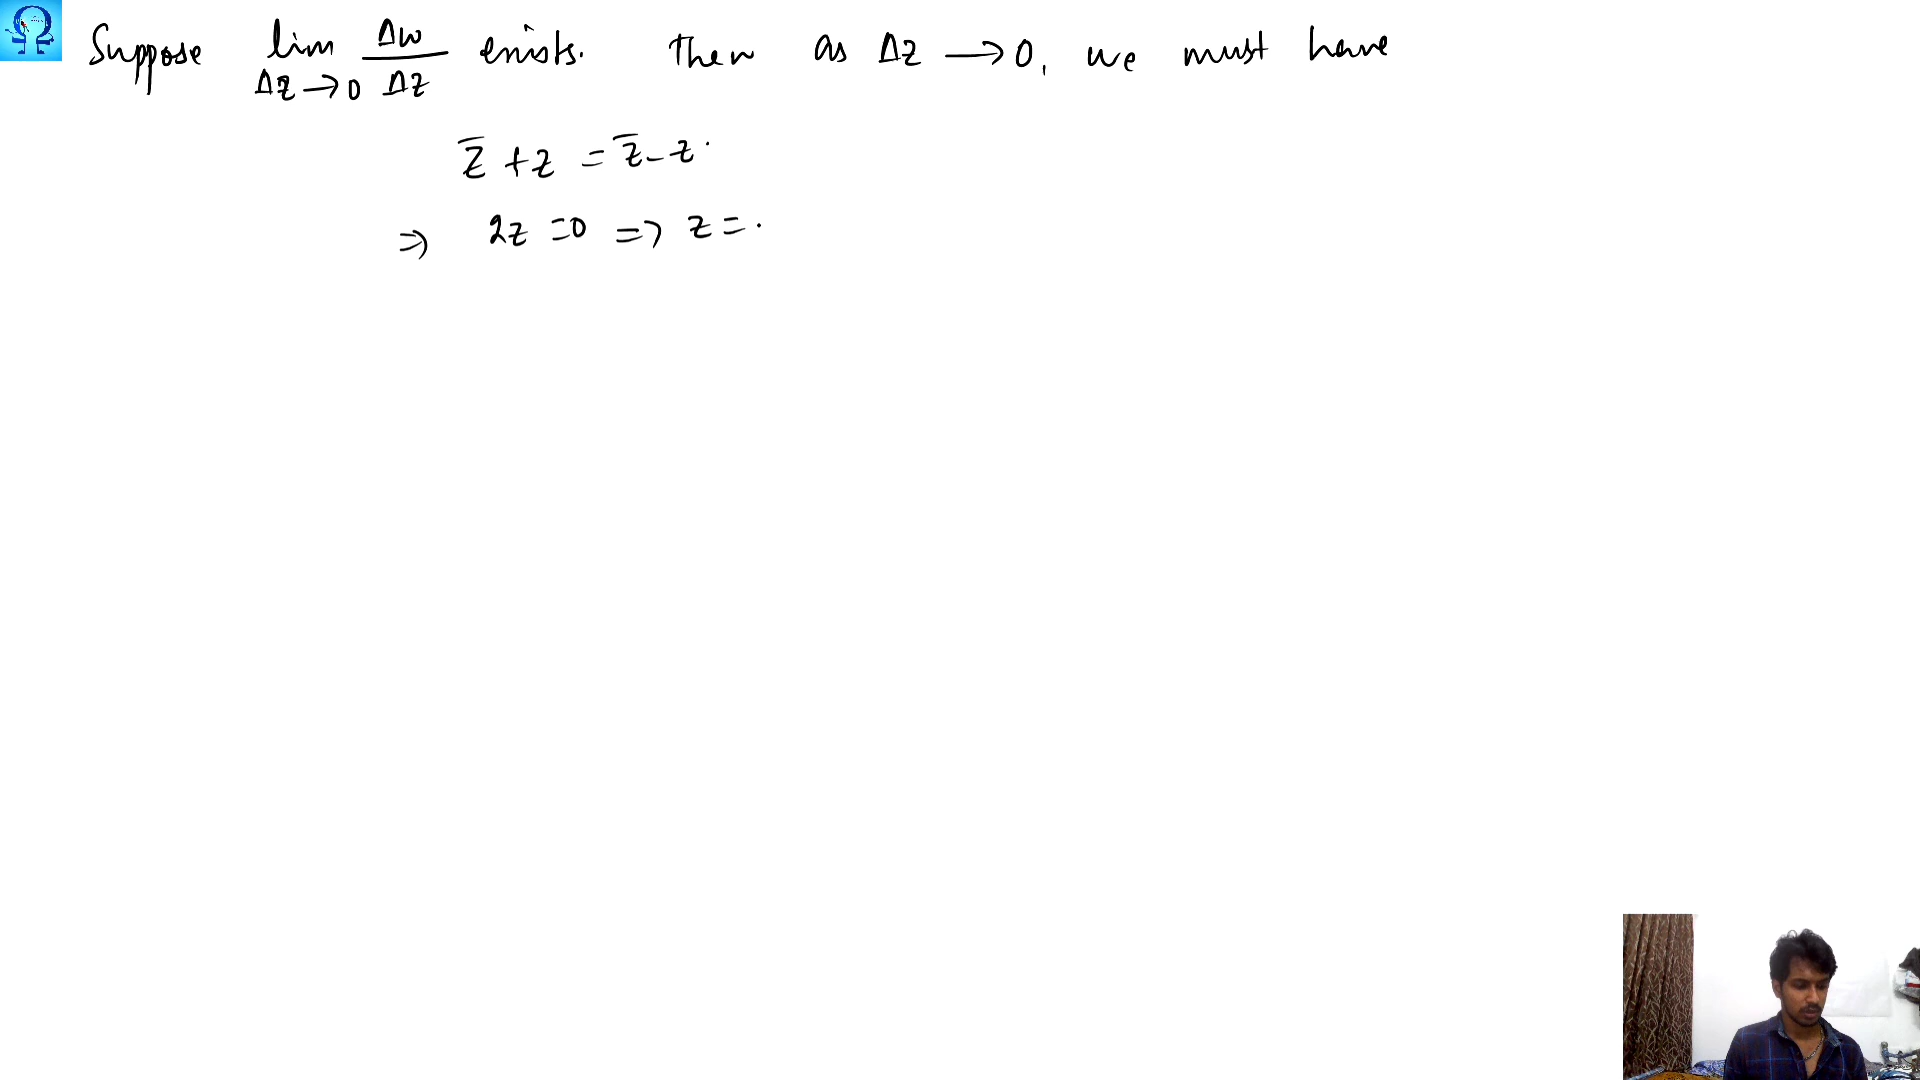 Suppose lim Δz→0 Δw/Δz exists. Then as Δz → 0, we must have
z̅ + z = z̅ - z.
⇒ 2z = 0 ⇒ z = .